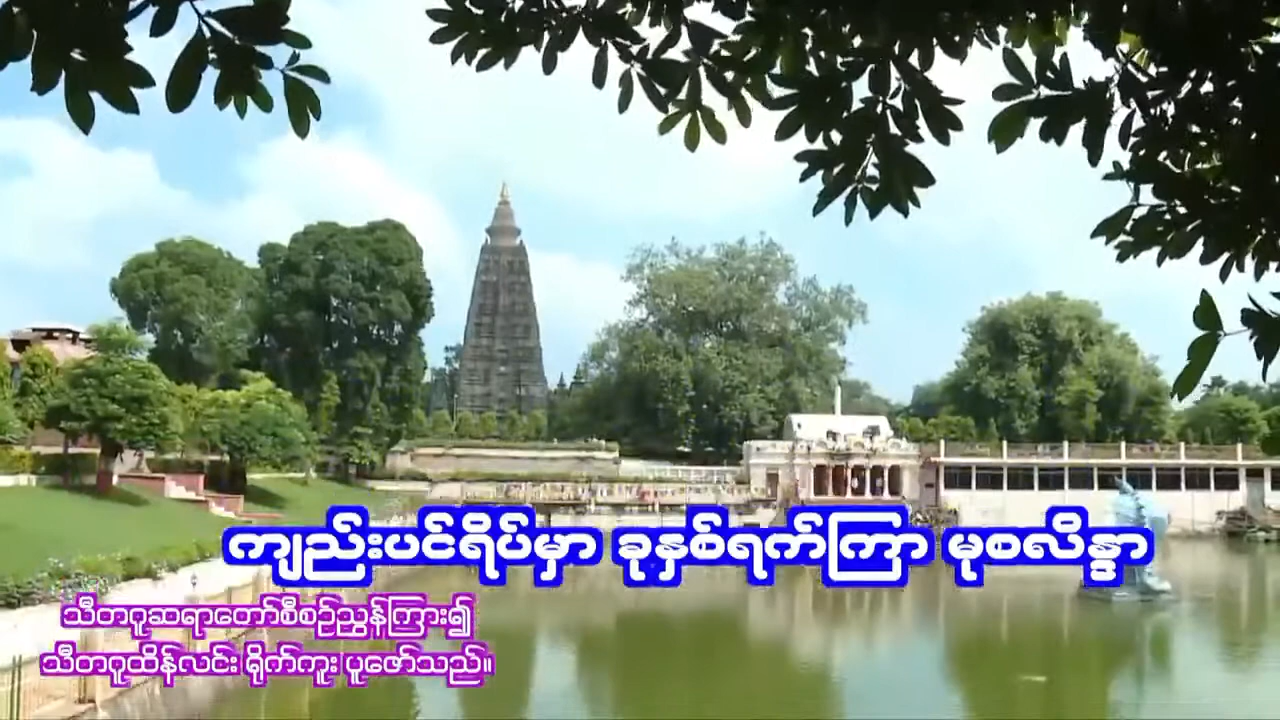 ကျည်းပင်ရိပ်မှာ ခုနှစ်ရက်ကြာ မုစလိန္ဒာ
သီတဂူဆရာတော်စီစဉ်ညွှန်ကြား၍
သီတဂူထိန်လင်း ရိုက်ကူး ပူဇော်သည်။